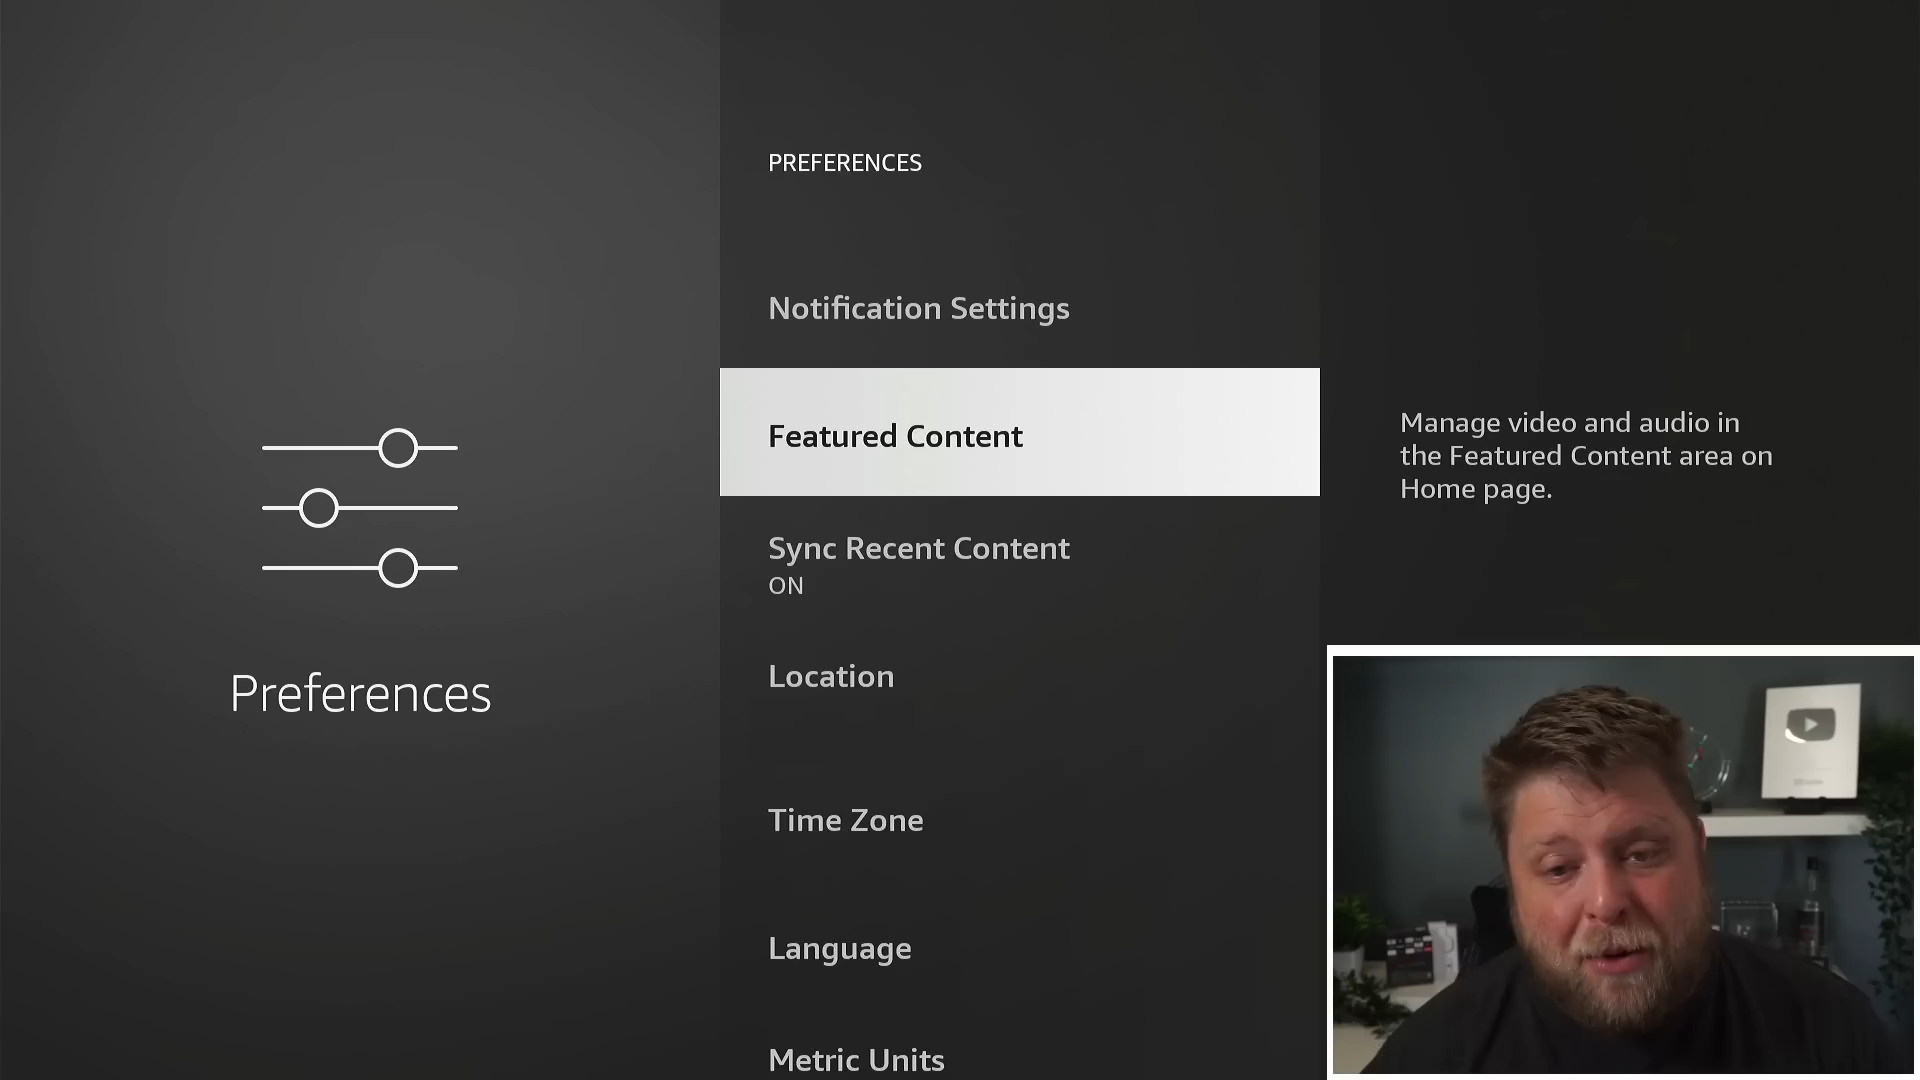 Preferences
PREFERENCES
Notification Settings
Featured Content
Sync Recent Content
ON
Location
Time Zone
Language
Metric Units
Manage video and audio in
the Featured Content area on
Home page.